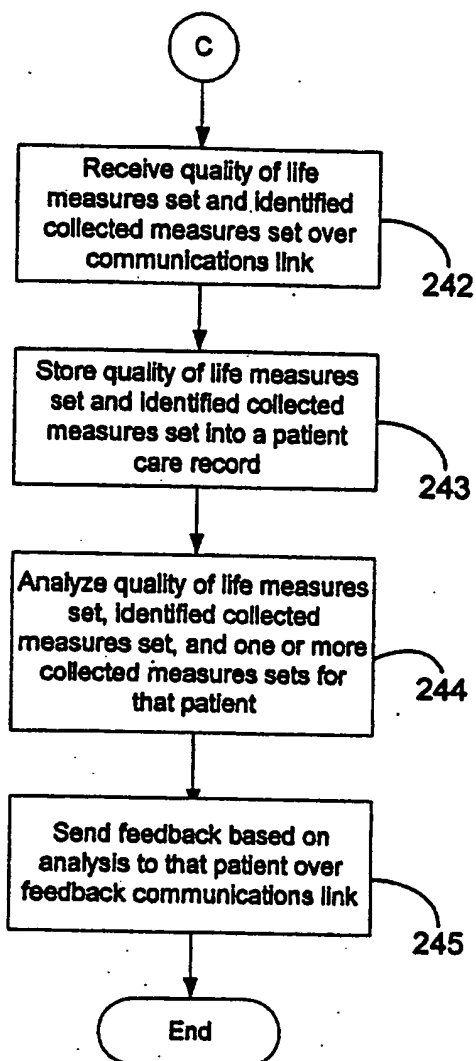 C
Receive quality of life
measures set and identified
collected measures set over
communications link
242
Store quality of life measures
set and identified collected
measures set into a patient
care record
243
Analyze quality of life measures
set, identified collected
measures set, and one or more
collected measures sets for
that patient
244
Send feedback based on
analysis to that patient over
feedback communications link
245
End